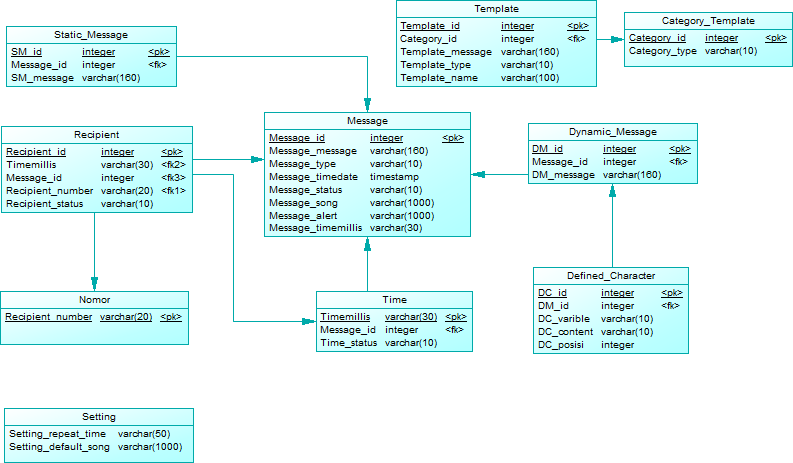 Static_Message
SM_id integer <pk>
Message_id integer <fk>
SM_message varchar(160)
Template
Template_id integer <pk>
Category_id integer <fk>
Template_message varchar(160)
Template_type varchar(10)
Template_name varchar(100)
Category_Template
Category_id integer <pk>
Category_type varchar(10)
Recipient
Recipient_id integer <pk>
Timemillis varchar(30) <fk2>
Message_id integer <fk3>
Recipient_number varchar(20) <fk1>
Recipient_status varchar(10)
Message
Message_id integer <pk>
Message_message varchar(160)
Message_type varchar(10)
Message_timedate timestamp
Message_status varchar(10)
Message_song varchar(1000)
Message_alert varchar(1000)
Message_timemillis varchar(30)
Dynamic_Message
DM_id integer <pk>
Message_id integer <fk>
DM_message varchar(160)
Nomor
Recipient_number varchar(20) <pk>
Time
Timemillis varchar(30) <pk>
Message_id integer <fk>
Time_status varchar(10)
Defined_Character
DC_id integer <pk>
DM_id integer <fk>
DC_varible varchar(10)
DC_content varchar(10)
DC_posisi integer
Setting
Setting_repeat_time varchar(50)
Setting_default_song varchar(1000)